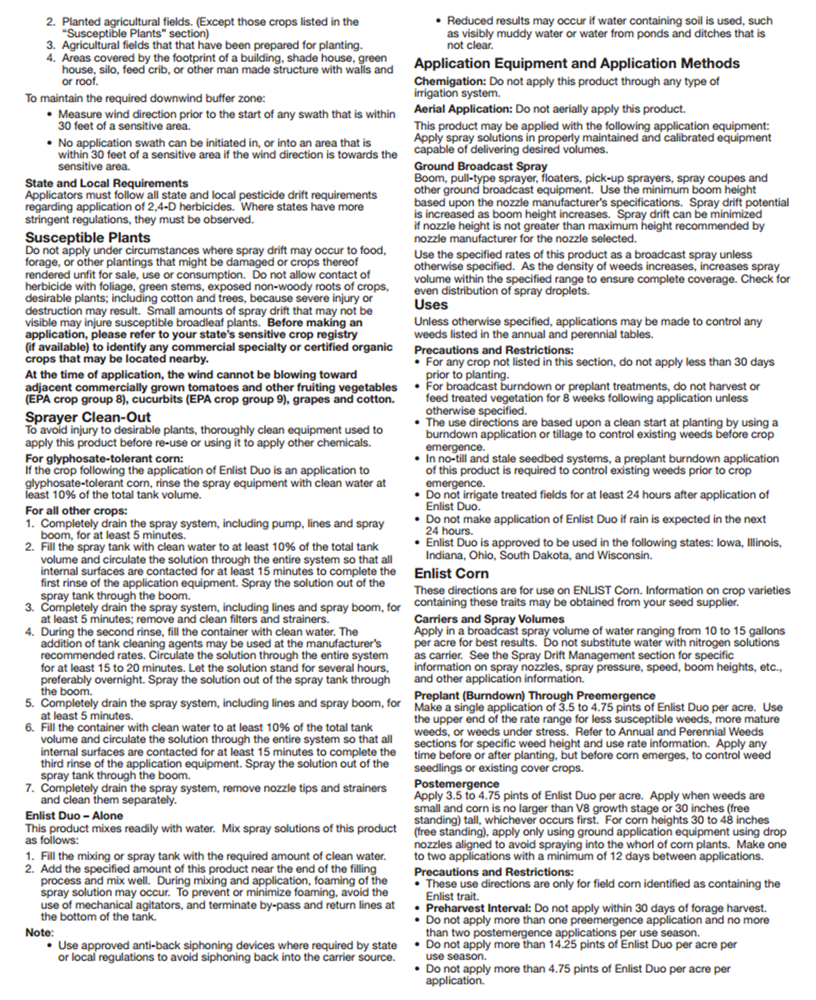 2. Planted agricultural fields. (Except those crops listed in the
“Susceptible Plants" section)
3. Agricultural fields that that have been prepared for planting.
4. Areas covered by the footprint of a building, shade house, green
house, silo, feed crib, or other man made structure with walls and
or roof.
To maintain the required downwind buffer zone:
• Measure wind direction prior to the start of any swath that is within
30 feet of a sensitive area.
• No application swath can be initiated in, or into an area that is
within 30 feet of a sensitive area if the wind direction is towards the
sensitive area.
State and Local Requirements
Applicators must follow all state and local pesticide drift requirements
regarding application of 2,4-D herbicides.  Where states have more
stringent regulations, they must be observed.
Susceptible Plants
Do not apply under circumstances where spray drift may occur to food,
forage, or other plantings that might be damaged or crops thereof
rendered unfit for sale, use or consumption.  Do not allow contact of
herbicide with foliage, green stems, exposed non-woody roots of crops,
desirable plants; including cotton and trees, because severe injury or
destruction may result.  Small amounts of spray drift that may not be
visible may injure susceptible broadleaf plants.  Before making an
application, please refer to your state’s sensitive crop registry
(if available) to identify any commercial specialty or certified organic
crops that may be located nearby.
At the time of application, the wind cannot be blowing toward
adjacent commercially grown tomatoes and other fruiting vegetables
(EPA crop group 8), cucurbits (EPA crop group 9), grapes and cotton.
Sprayer Clean-Out
To avoid injury to desirable plants, thoroughly clean equipment used to
apply this product before re-use or using it to apply other chemicals.
For glyphosate-tolerant corn:
If the crop following the application of Enlist Duo is an application to
glyphosate-tolerant corn, rinse the spray equipment with clean water at
least 10% of the total tank volume.
For all other crops:
1. Completely drain the spray system, including pump, lines and spray
boom, for at least 5 minutes.
2. Fill the spray tank with clean water to at least 10% of the total tank
volume and circulate the solution through the entire system so that all
internal surfaces are contacted for at least 15 minutes to complete the
first rinse of the application equipment. Spray the solution out of the
spray tank through the boom.
3. Completely drain the spray system, including lines and spray boom, for
at least 5 minutes; remove and clean filters and strainers.
4. During the second rinse, fill the container with clean water. The
addition of tank cleaning agents may be used at the manufacturer’s
recommended rates. Circulate the solution through the entire system
for at least 15 to 20 minutes. Let the solution stand for several hours,
preferably overnight. Spray the solution out of the spray tank through
the boom.
5. Completely drain the spray system, including lines and spray boom, for
at least 5 minutes.
6. Fill the container with clean water to at least 10% of the total tank
volume and circulate the solution through the entire system so that all
internal surfaces are contacted for at least 15 minutes to complete the
third rinse of the application equipment. Spray the solution out of the
spray tank through the boom.
7. Completely drain the spray system, remove nozzle tips and strainers
and clean them separately.
Enlist Duo – Alone
This product mixes readily with water.  Mix spray solutions of this product
as follows:
1. Fill the mixing or spray tank with the required amount of clean water.
2. Add the specified amount of this product near the end of the filling
process and mix well.  During mixing and application, foaming of the
spray solution may occur.  To prevent or minimize foaming, avoid the
use of mechanical agitators, and terminate by-pass and return lines at
the bottom of the tank.
Note:
• Use approved anti-back siphoning devices where required by state
or local regulations to avoid siphoning back into the carrier source.
• Reduced results may occur if water containing soil is used, such
as visibly muddy water or water from ponds and ditches that is
not clear.
Application Equipment and Application Methods
Chemigation: Do not apply this product through any type of
irrigation system.
Aerial Application: Do not aerially apply this product.
This product may be applied with the following application equipment:
Apply spray solutions in properly maintained and calibrated equipment
capable of delivering desired volumes.
Ground Broadcast Spray
Boom, pull-type sprayer, floaters, pick-up sprayers, spray coupes and
other ground broadcast equipment.  Use the minimum boom height
based upon the nozzle manufacturer’s specifications.  Spray drift potential
is increased as boom height increases.  Spray drift can be minimized
if nozzle height is not greater than maximum height recommended by
nozzle manufacturer for the nozzle selected.
Use the specified rates of this product as a broadcast spray unless
otherwise specified.  As the density of weeds increases, increases spray
volume within the specified range to ensure complete coverage. Check for
even distribution of spray droplets.
Uses
Unless otherwise specified, applications may be made to control any
weeds listed in the annual and perennial tables.
Precautions and Restrictions:
• For any crop not listed in this section, do not apply less than 30 days
prior to planting.
• For broadcast burndown or preplant treatments, do not harvest or
feed treated vegetation for 8 weeks following application unless
otherwise specified.
• The use directions are based upon a clean start at planting by using a
burndown application or tillage to control existing weeds before crop
emergence.
• In no-till and stale seedbed systems, a preplant burndown application
of this product is required to control existing weeds prior to crop
emergence.
• Do not irrigate treated fields for at least 24 hours after application of
Enlist Duo.
• Do not make application of Enlist Duo if rain is expected in the next
24 hours.
• Enlist Duo is approved to be used in the following states: Iowa, Illinois,
Indiana, Ohio, South Dakota, and Wisconsin.
Enlist Corn
These directions are for use on ENLIST Corn. Information on crop varieties
containing these traits may be obtained from your seed supplier.
Carriers and Spray Volumes
Apply in a broadcast spray volume of water ranging from 10 to 15 gallons
per acre for best results.  Do not substitute water with nitrogen solutions
as carrier.  See the Spray Drift Management section for specific
information on spray nozzles, spray pressure, speed, boom heights, etc.,
and other application information.
Preplant (Burndown) Through Preemergence
Make a single application of 3.5 to 4.75 pints of Enlist Duo per acre.  Use
the upper end of the rate range for less susceptible weeds, more mature
weeds, or weeds under stress.  Refer to Annual and Perennial Weeds
sections for specific weed height and use rate information.  Apply any
time before or after planting, but before corn emerges, to control weed
seedlings or existing cover crops.
Postemergence
Apply 3.5 to 4.75 pints of Enlist Duo per acre.  Apply when weeds are
small and corn is no larger than V8 growth stage or 30 inches (free
standing) tall, whichever occurs first.  For corn heights 30 to 48 inches
(free standing), apply only using ground application equipment using drop
nozzles aligned to avoid spraying into the whorl of corn plants.  Make one
to two applications with a minimum of 12 days between applications.
Precautions and Restrictions:
• These use directions are only for field corn identified as containing the
Enlist trait.
• Preharvest Interval: Do not apply within 30 days of forage harvest.
• Do not apply more than one preemergence application and no more
than two postemergence applications per use season.
• Do not apply more than 14.25 pints of Enlist Duo per acre per
use season.
• Do not apply more than 4.75 pints of Enlist Duo per acre per
application.